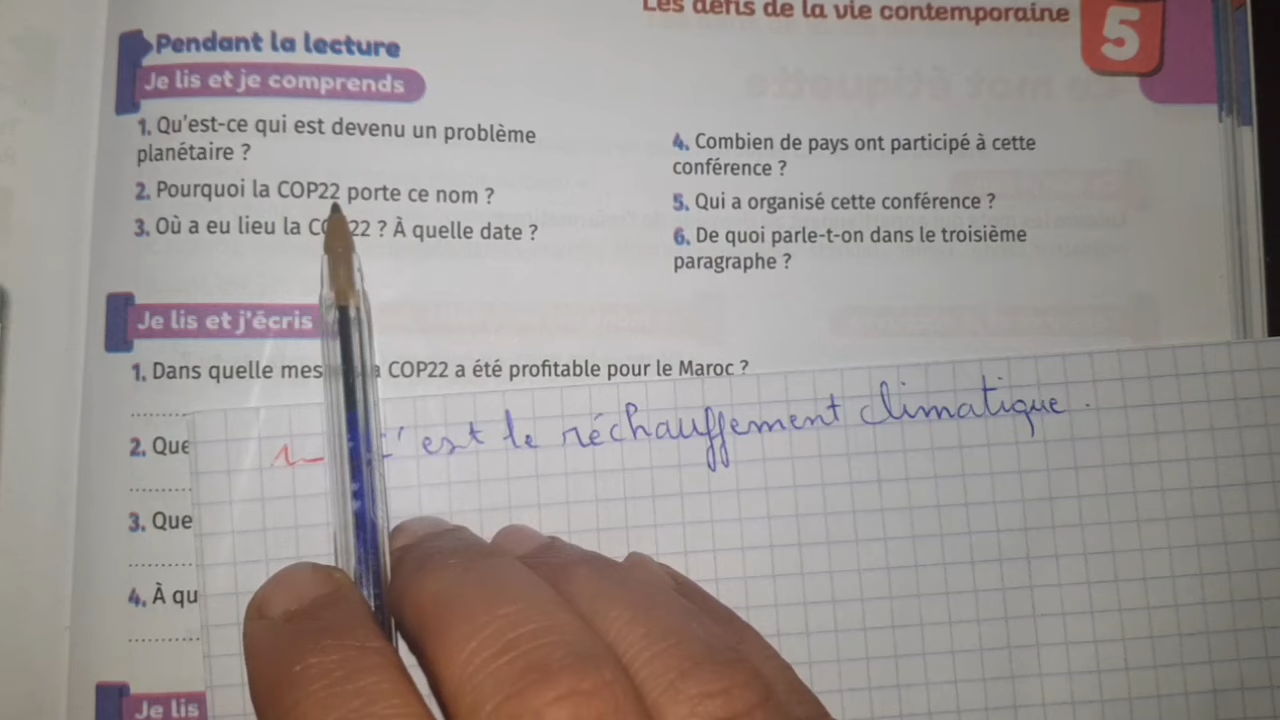 Les défis de la vie contemporaine
5
Pendant la lecture
Je lis et je comprends
1. Qu'est-ce qui est devenu un problème
planétaire ?
2. Pourquoi la COP22 porte ce nom ?
3. Où a eu lieu la CO 22 ? À quelle date ?
4. Combien de pays ont participé à cette
conférence ?
5. Qui a organisé cette conférence ?
6. De quoi parle-t-on dans le troisième
paragraphe ?
Je lis et j'écris
1. Dans quelle mes COP22 a été profitable pour le Maroc ?
1 c'est le réchauffement climatique.
2. Que
3. Que
4. À qu
Je lis